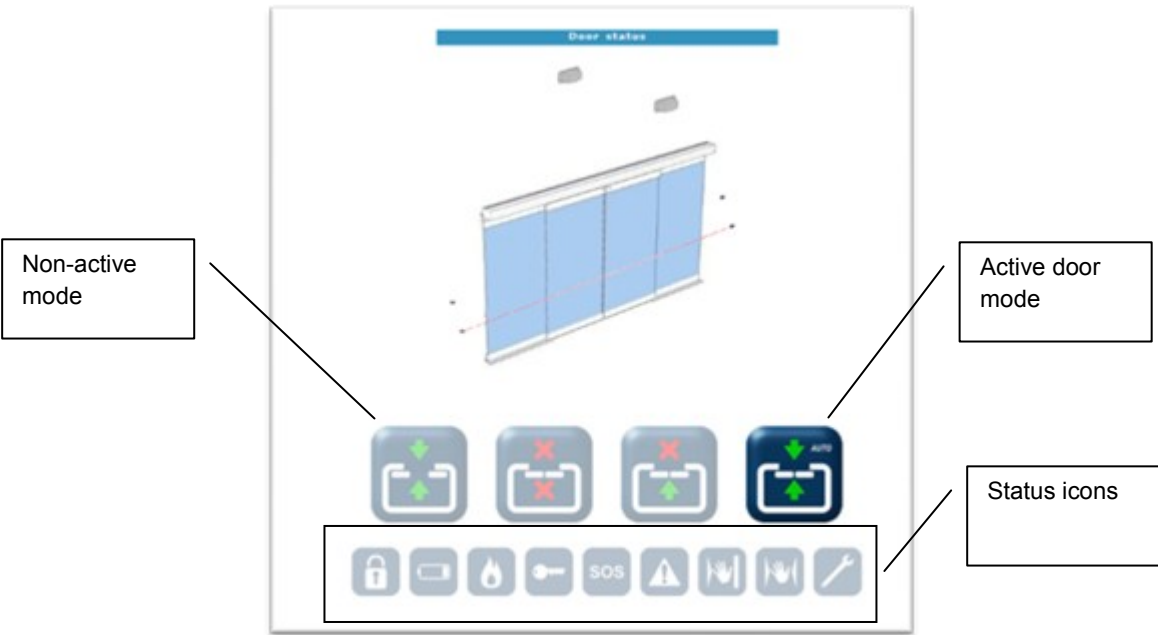 Door status
Non-active
mode
Active door
mode
AUTO
Status icons
SOS